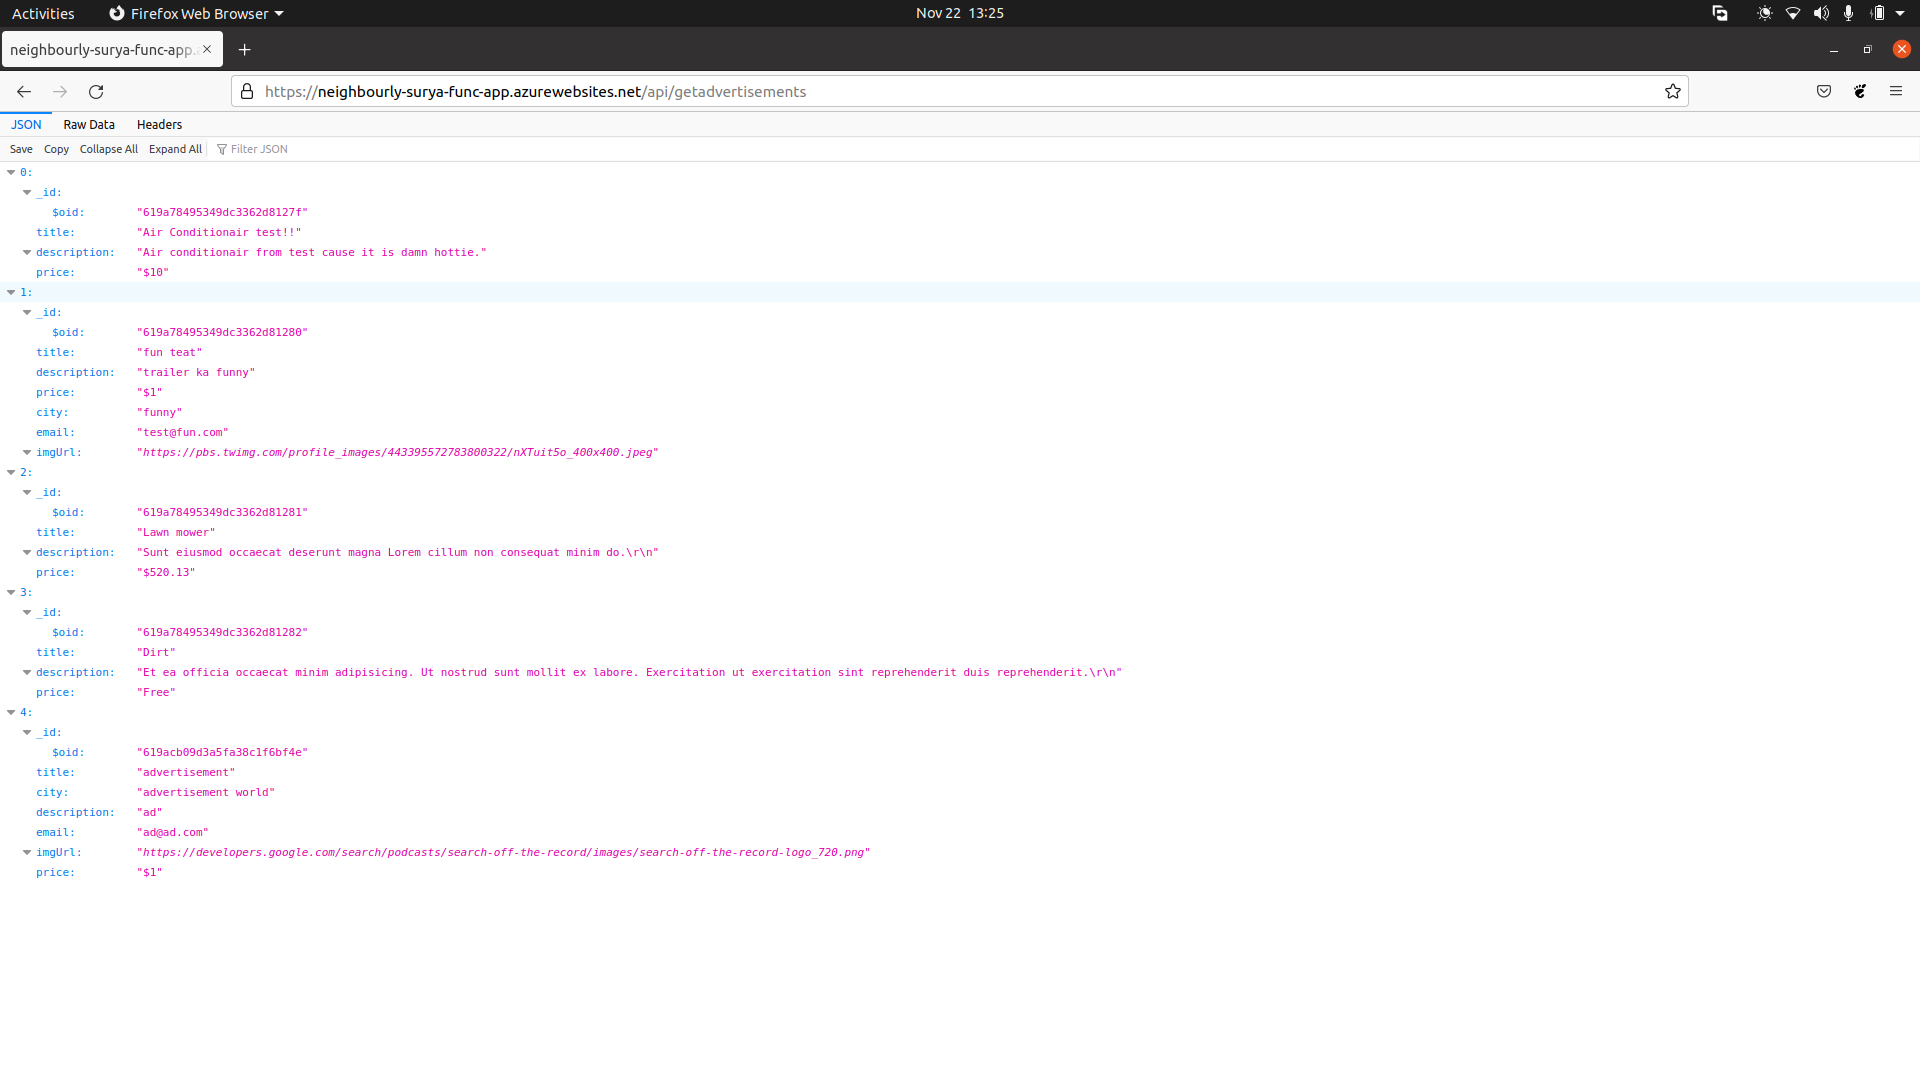 Activities Firefox Web Browser Nov 22 13:25
neighbourly-surya-func-app.
https://neighbourly-surya-func-app.azurewebsites.net/api/getadvertisements
JSON Raw Data Headers
Save Copy Collapse All Expand All Filter JSON
0:
_id:
$oid: "619a78495349dc3362d8127f"
title: "Air Conditionair test!!"
description: "Air conditionair from test cause it is damn hottie."
price: "$10"
1:
_id:
$oid: "619a78495349dc3362d81280"
title: "fun teat"
description: "trailer ka funny"
price: "$1"
city: "funny"
email: "test@fun.com"
imgUrl: "https://pbs.twimg.com/profile_images/443395572783800322/nXTuit5o_400x400.jpeg"
2:
_id:
$oid: "619a78495349dc3362d81281"
title: "Lawn mower"
description: "Sunt eiusmod occaecat deserunt magna Lorem cillum non consequat minim do.\r\n"
price: "$520.13"
3:
_id:
$oid: "619a78495349dc3362d81282"
title: "Dirt"
description: "Et ea officia occaecat minim adipisicing. Ut nostrud sunt mollit ex labore. Exercitation ut exercitation sint reprehenderit duis reprehenderit.\r\n"
price: "Free"
4:
_id:
$oid: "619acb09d3a5fa38c1f6bf4e"
title: "advertisement"
city: "advertisement world"
description: "ad"
email: "ad@ad.com"
imgUrl: "https://developers.google.com/search/podcasts/search-off-the-record/images/search-off-the-record-logo_720.png"
price: "$1"